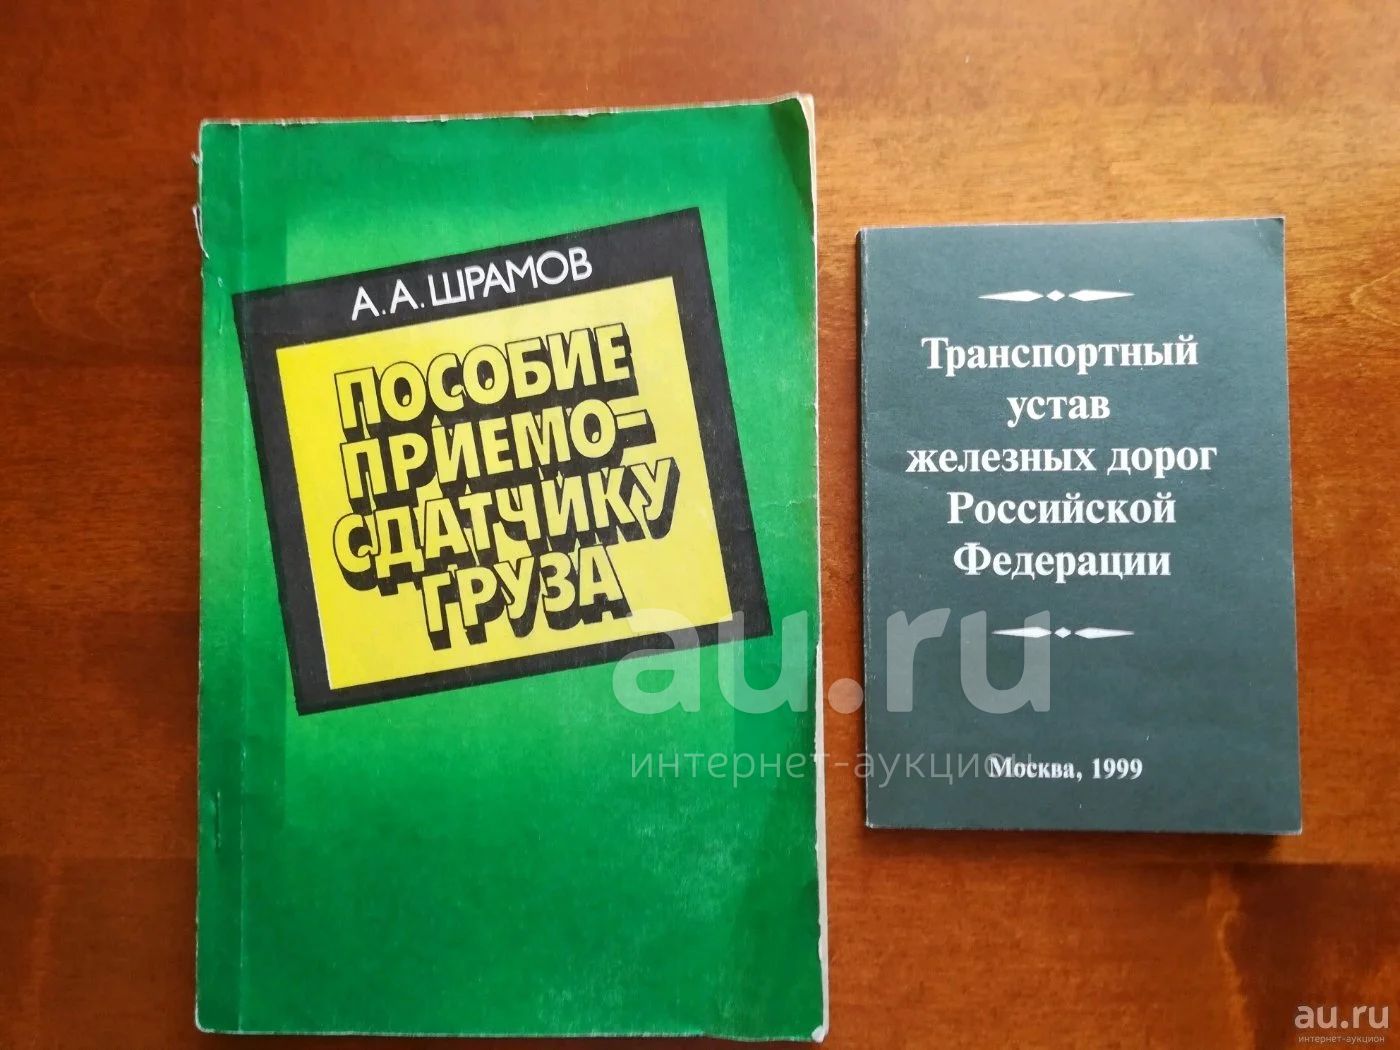 А.А. ШРАМОВ
ПОСОБИЕ
ПРИЕМО-
СДАТЧИКУ
ГРУЗА
Транспортный
устав
железных дорог
Российской
Федерации
Москва, 1999
au.ru
интернет-аукцион
au.ru
интернет-аукцион